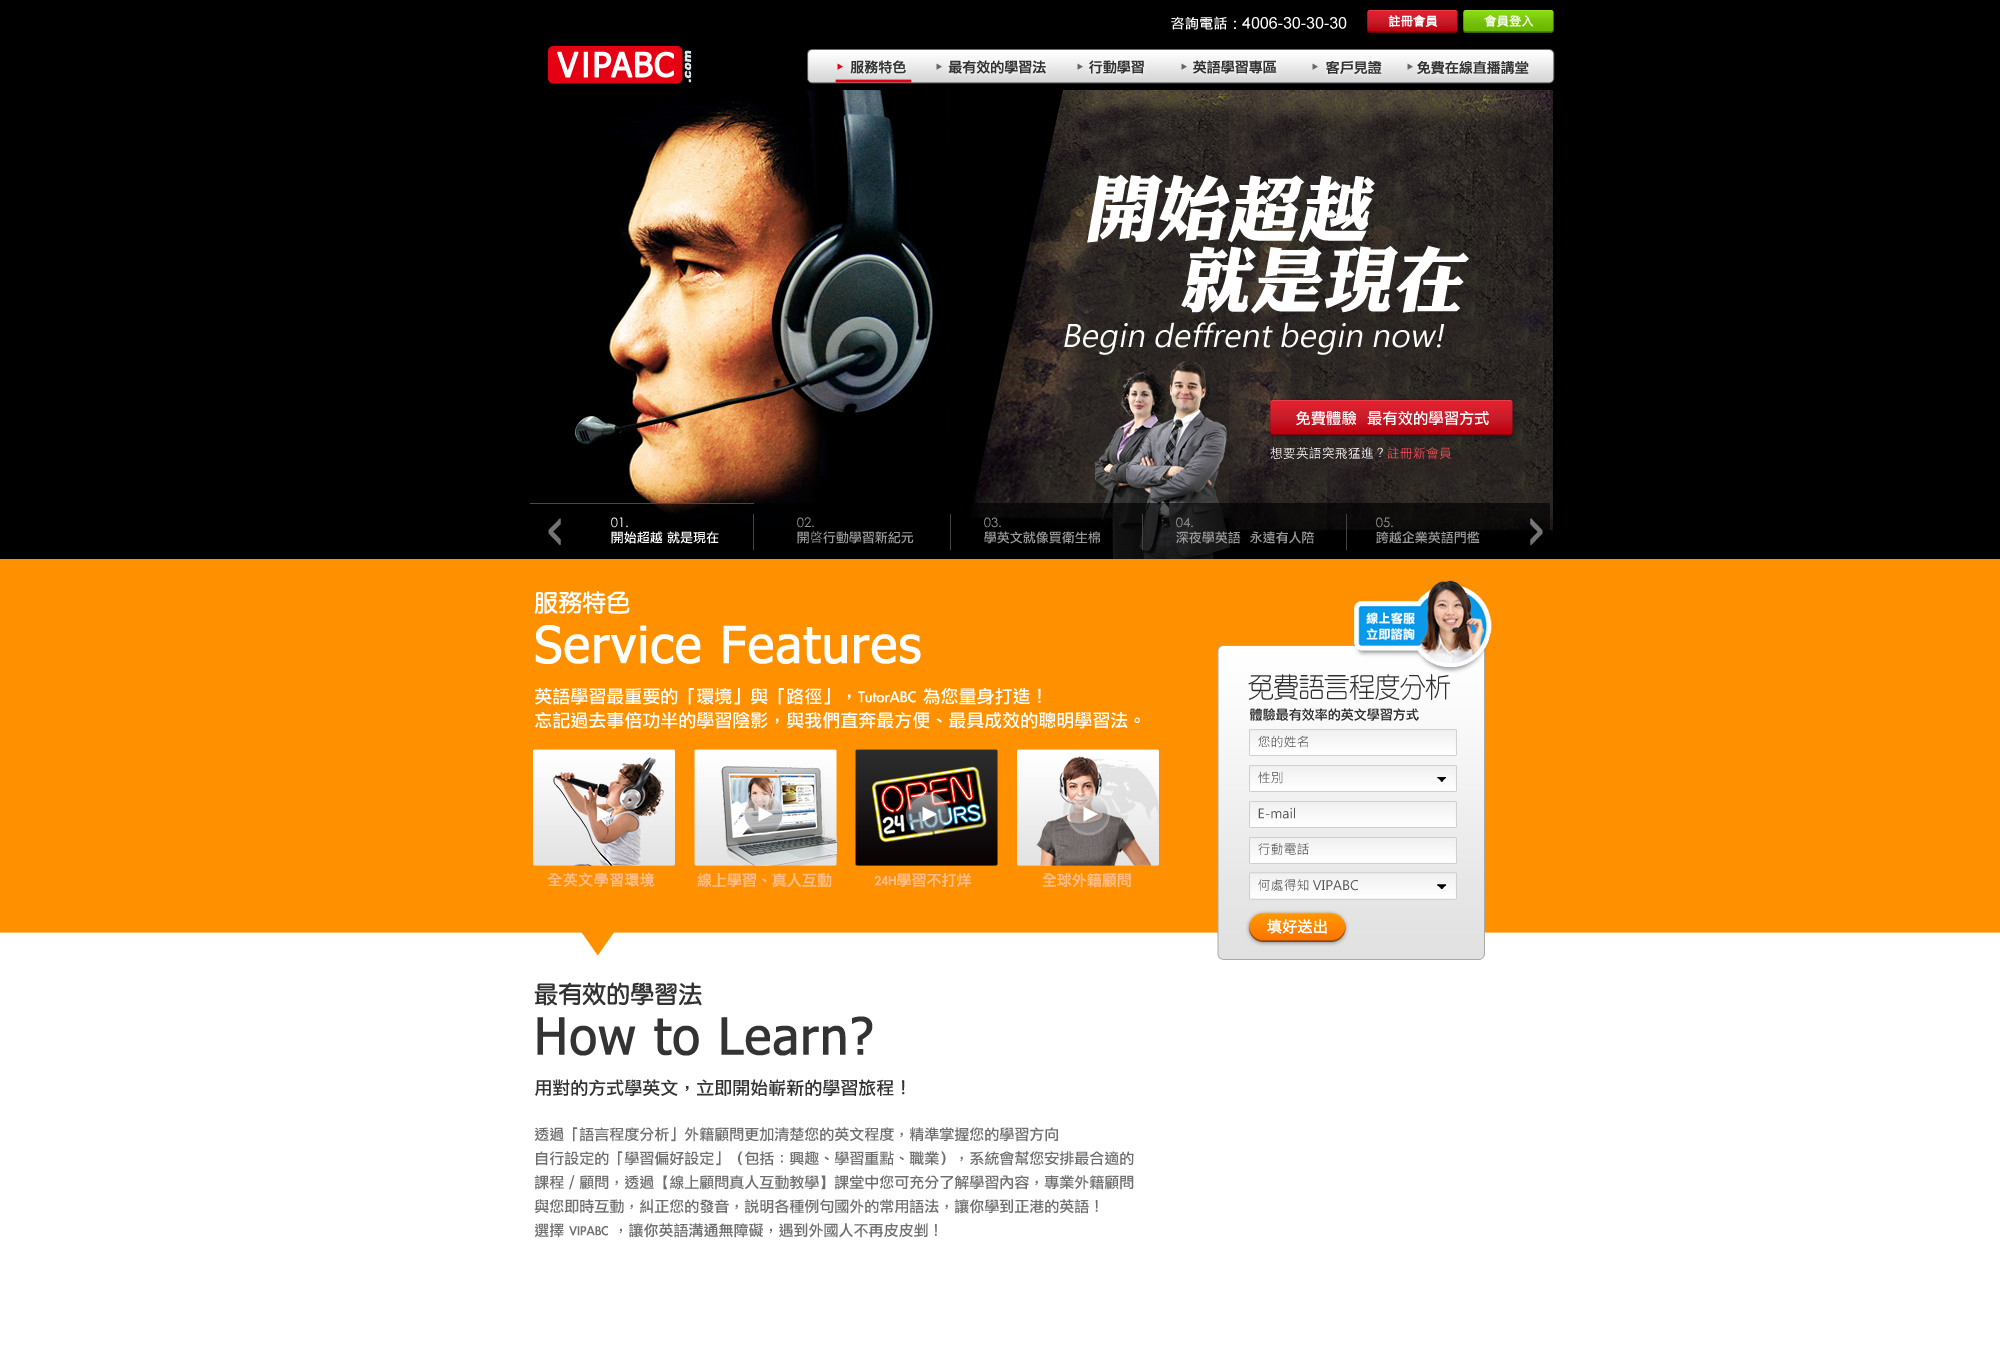 咨詢電話：4006-30-30-30
註冊會員
會員登入
VIPABC.com
服務特色
最有效的學習法
行動學習
英語學習專區
客戶見證
免費在線直播講堂
開始超越
就是現在
Begin deffrent begin now!
免費體驗 最有效的學習方式
想要英語突飛猛進？註冊新會員
01.
開始超越 就是現在
02.
開啓行動學習新紀元
03.
學英文就像買衛生棉
04.
深夜學英語 永遠有人陪
05.
跨越企業英語門檻
服務特色
Service Features
英語學習最重要的「環境」與「路徑」，TutorABC 為您量身打造！
忘記過去事倍功半的學習陰影，與我們直奔最方便、最具成效的聰明學習法。
OPEN
24 HOURS
全英文學習環境
線上學習、真人互動
24H學習不打烊
全球外籍顧問
線上客服
立即諮詢
免費語言程度分析
體驗最有效率的英文學習方式
您的姓名
性別
E-mail
行動電話
何處得知 VIPABC
填好送出
最有效的學習法
How to Learn?
用對的方式學英文，立即開始嶄新的學習旅程！
透過「語言程度分析」外籍顧問更加清楚您的英文程度，精準掌握您的學習方向
自行設定的「學習偏好設定」（包括：興趣、學習重點、職業），系統會幫您安排最合適的
課程 / 顧問，透過【線上顧問真人互動教學】課堂中您可充分了解學習內容，專業外籍顧問
與您即時互動，糾正您的發音，説明各種例句國外的常用語法，讓你學到正港的英語！
選擇 VIPABC ，讓你英語溝通無障礙，遇到外國人不再皮皮剉！